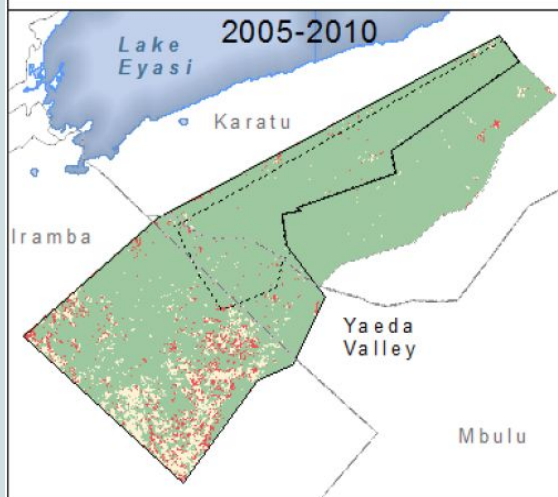 2005-2010
Lake
Eyasi
Karatu
Iramba
Yaeda
Valley
Mbulu